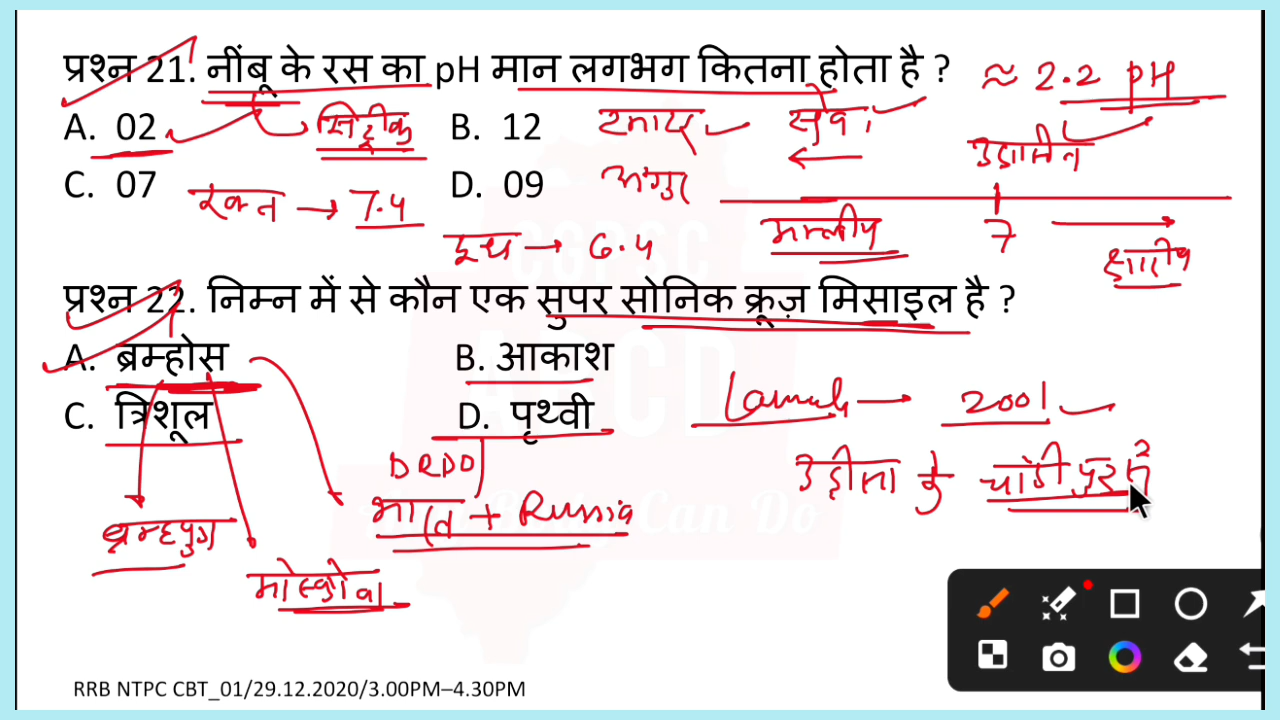 प्रश्न 21. नींबू के रस का pH मान लगभग कितना होता है ? ≈ 2.2 pH
A. 02 सिट्रीक B. 12 टमाटर सेव
उदासीन
C. 07 रक्त → 7.4 D. 09 अंगूर
अम्लीय 7 क्षारीय
दूध → 6.4
प्रश्न 22. निम्न में से कौन एक सुपर सोनिक क्रूज़ मिसाइल है ?
A. ब्रम्होस B. आकाश
Launch → 2001
C. त्रिशूल D. पृथ्वी
DRDO उड़ीसा के चांदीपुर में
भारत + Russia
ब्रम्हपुत्र
मोस्कोवा
RRB NTPC CBT_01/29.12.2020/3.00PM–4.30PM